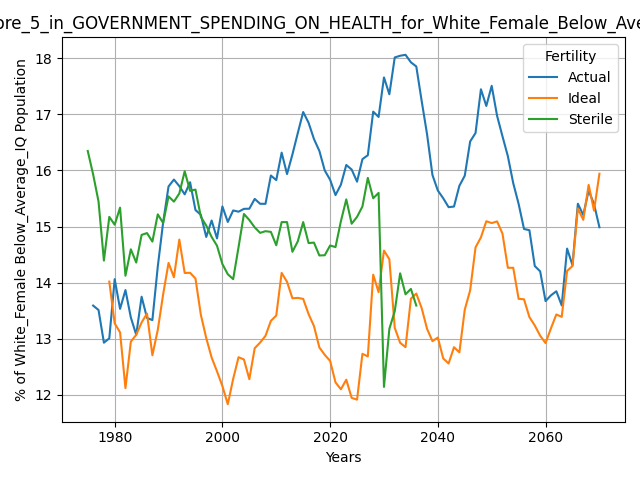 ore_5_in_GOVERNMENT_SPENDING_ON_HEALTH_for_White_Female_Below_Ave
% of White_Female Below_Average_IQ Population
18
17
16
15
14
13
12
Fertility
Actual
Ideal
Sterile
1980
2000
2020
2040
2060
Years